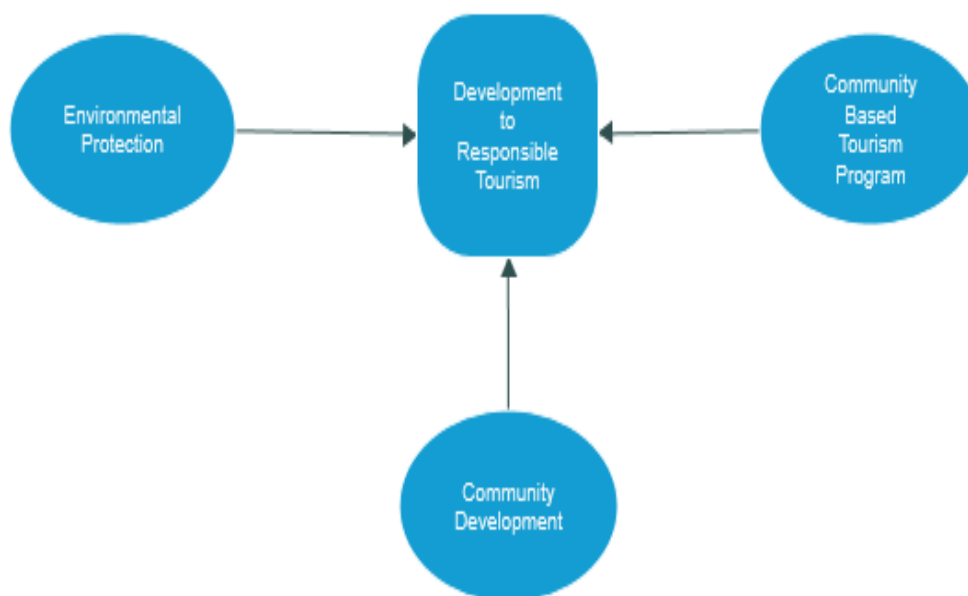 Environmental
Protection
Development
to
Responsible
Tourism
Community
Based
Tourism
Program
Community
Development